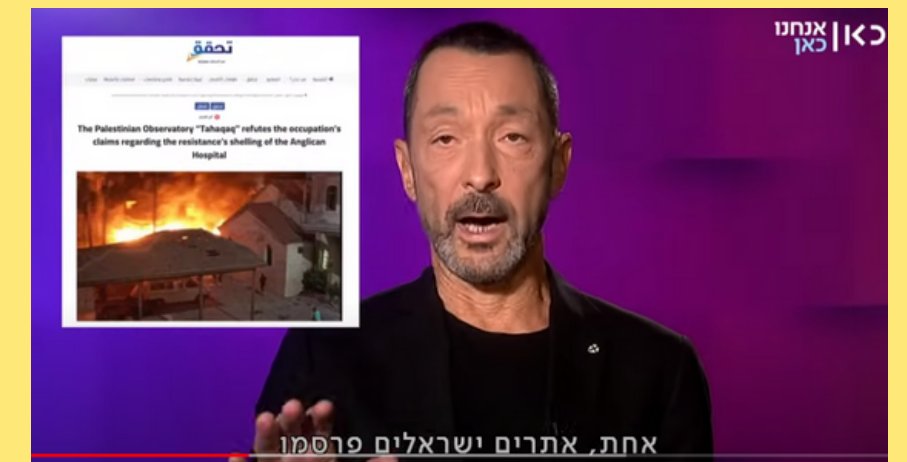 כאן | אנחנו
כאן
تحقق
The Palestinian Observatory "Tahaqaq" refutes the occupation's
claims regarding the resistance's shelling of the Anglican
Hospital
אחת, אתרים ישראלים פרסמו